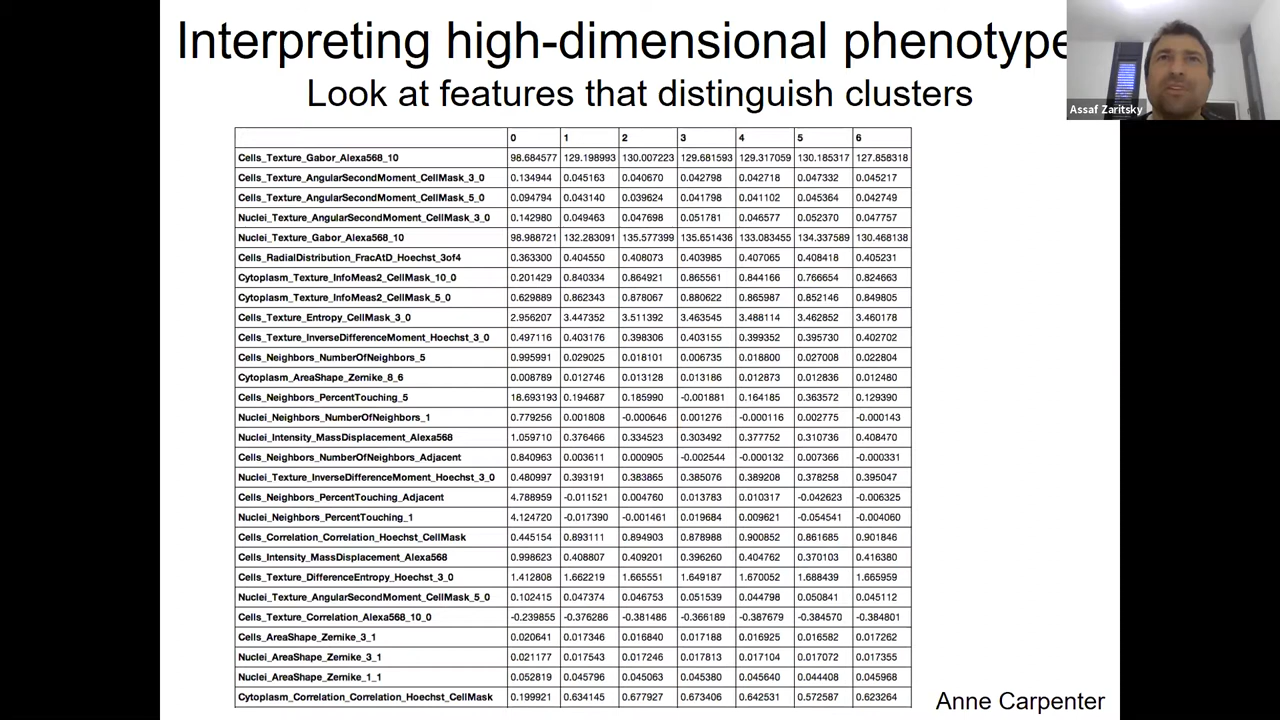 Interpreting high-dimensional phenotype
Look at features that distinguish clusters
Assaf Zaritsky
0 1 2 3 4 5 6
Cells_Texture_Gabor_Alexa568_10 98.684577 129.198993 130.007223 129.681593 129.317059 130.185317 127.858318
Cells_Texture_AngularSecondMoment_CellMask_3_0 0.134944 0.045163 0.040670 0.042798 0.042718 0.047332 0.045217
Cells_Texture_AngularSecondMoment_CellMask_5_0 0.094794 0.043140 0.039624 0.041798 0.041102 0.045364 0.042749
Nuclei_Texture_AngularSecondMoment_CellMask_3_0 0.142980 0.049463 0.047698 0.051781 0.046577 0.052370 0.047757
Nuclei_Texture_Gabor_Alexa568_10 98.988721 132.283091 135.577399 135.651436 133.083455 134.337589 130.468138
Cells_RadialDistribution_FracAtD_Hoechst_3of4 0.363300 0.404550 0.408073 0.403985 0.407065 0.408418 0.405231
Cytoplasm_Texture_InfoMeas2_CellMask_10_0 0.201429 0.840334 0.864921 0.865561 0.844166 0.766654 0.824663
Cytoplasm_Texture_InfoMeas2_CellMask_5_0 0.629889 0.862343 0.878067 0.880622 0.865987 0.852146 0.849805
Cells_Texture_Entropy_CellMask_3_0 2.956207 3.447352 3.511392 3.463545 3.488114 3.462852 3.460178
Cells_Texture_InverseDifferenceMoment_Hoechst_3_0 0.497116 0.403176 0.398306 0.403155 0.399352 0.395730 0.402702
Cells_Neighbors_NumberOfNeighbors_5 0.995991 0.029025 0.018101 0.006735 0.018800 0.027008 0.022804
Cytoplasm_AreaShape_Zernike_8_6 0.008789 0.012746 0.013128 0.013186 0.012873 0.012836 0.012480
Cells_Neighbors_PercentTouching_5 18.693193 0.194687 0.185990 -0.001881 0.164185 0.363572 0.129390
Nuclei_Neighbors_NumberOfNeighbors_1 0.779256 0.001808 -0.000646 0.001276 -0.000116 0.002775 -0.000143
Nuclei_Intensity_MassDisplacement_Alexa568 1.059710 0.376466 0.334523 0.303492 0.377752 0.310736 0.408470
Cells_Neighbors_NumberOfNeighbors_Adjacent 0.840963 0.003611 0.000905 -0.002544 -0.000132 0.007366 -0.000331
Nuclei_Texture_InverseDifferenceMoment_Hoechst_3_0 0.480997 0.393191 0.383865 0.385076 0.389208 0.378258 0.395047
Cells_Neighbors_PercentTouching_Adjacent 4.788959 -0.011521 0.004760 0.013783 0.010317 -0.042623 -0.006325
Nuclei_Neighbors_PercentTouching_1 4.124720 -0.017390 -0.001461 0.019684 0.009621 -0.054541 -0.004060
Cells_Correlation_Correlation_Hoechst_CellMask 0.445154 0.893111 0.894903 0.878988 0.900852 0.861685 0.901846
Cells_Intensity_MassDisplacement_Alexa568 0.998623 0.408807 0.409201 0.396260 0.404762 0.370103 0.416380
Cells_Texture_DifferenceEntropy_Hoechst_3_0 1.412808 1.662219 1.665551 1.649187 1.670052 1.688439 1.665959
Nuclei_Texture_AngularSecondMoment_CellMask_5_0 0.102415 0.047374 0.046753 0.051539 0.044798 0.050841 0.045112
Cells_Texture_Correlation_Alexa568_10_0 -0.239855 -0.376286 -0.381486 -0.366189 -0.387679 -0.384570 -0.384801
Cells_AreaShape_Zernike_3_1 0.020641 0.017346 0.016840 0.017188 0.016925 0.016582 0.017262
Nuclei_AreaShape_Zernike_3_1 0.021177 0.017543 0.017246 0.017813 0.017104 0.017072 0.017355
Nuclei_AreaShape_Zernike_1_1 0.052819 0.045796 0.045063 0.045380 0.045640 0.044408 0.045968
Cytoplasm_Correlation_Correlation_Hoechst_CellMask 0.199921 0.634145 0.677927 0.673406 0.642531 0.572587 0.623264
Anne Carpenter